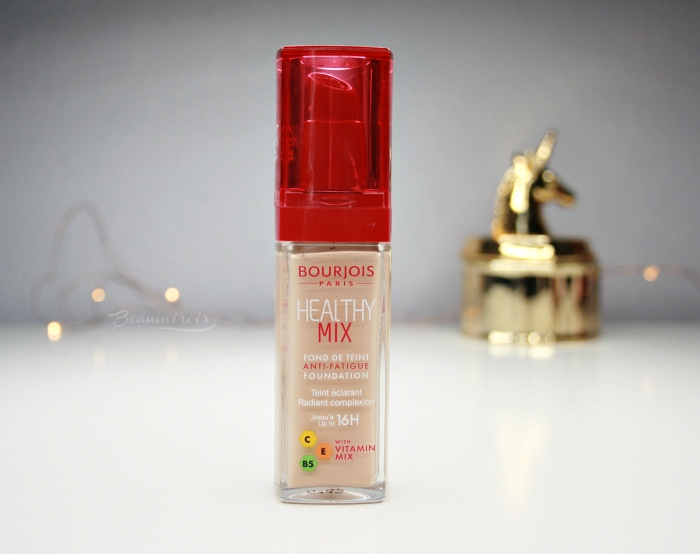 BOURJOIS
PARIS
HEALTHY
MIX
FOND DE TEINT
ANTI-FATIGUE
FOUNDATION
Teint éclatant
Radiant complexion
Jusqu'à
Up to 16H
C
E
B5
WITH
VITAMIN
MIX
Beaumiroir